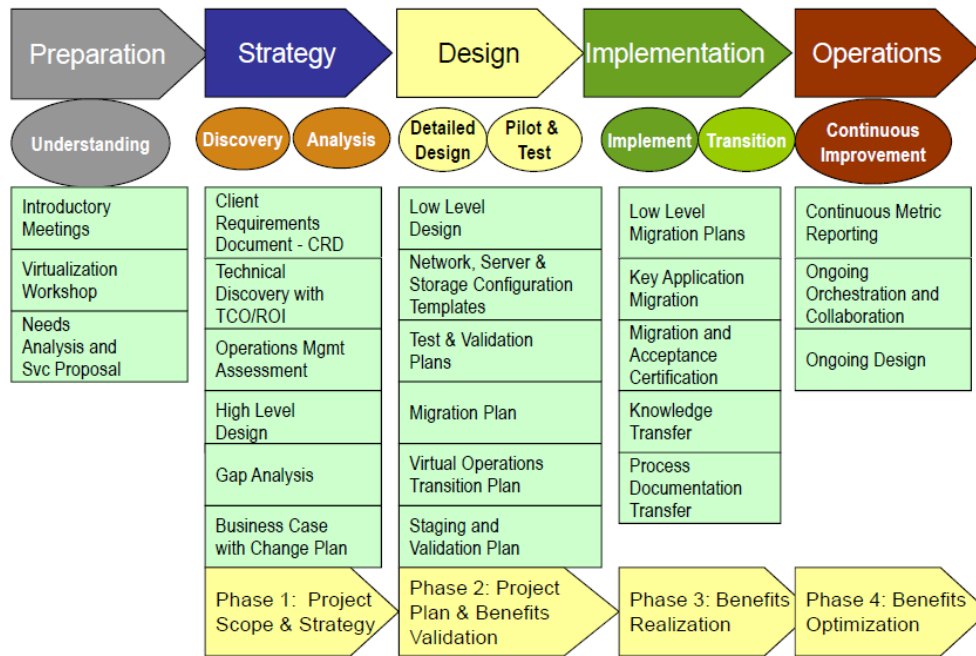 Preparation
Strategy
Design
Implementation
Operations
Understanding
Discovery
Analysis
Detailed
Design
Pilot &
Test
Implement
Transition
Continuous
Improvement
Introductory
Meetings
Virtualization
Workshop
Needs
Analysis and
Svc Proposal
Client
Requirements
Document - CRD
Technical
Discovery with
TCO/ROI
Operations Mgmt
Assessment
High Level
Design
Gap Analysis
Business Case
with Change Plan
Low Level
Design
Network, Server &
Storage Configuration
Templates
Test & Validation
Plans
Migration Plan
Virtual Operations
Transition Plan
Staging and
Validation Plan
Low Level
Migration Plans
Key Application
Migration
Migration and
Acceptance
Certification
Knowledge
Transfer
Process
Documentation
Transfer
Continuous Metric
Reporting
Ongoing
Orchestration and
Collaboration
Ongoing Design
Phase 1: Project
Scope & Strategy
Phase 2: Project
Plan & Benefits
Validation
Phase 3: Benefits
Realization
Phase 4: Benefits
Optimization